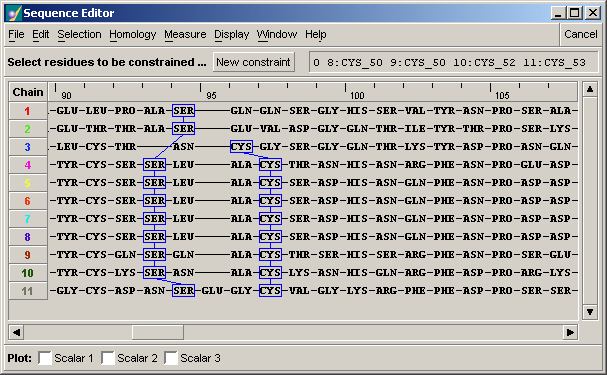 Sequence Editor
File Edit Selection Homology Measure Display Window Help Cancel
Select residues to be constrained ... New constraint 0 8:CYS_50 9:CYS_50 10:CYS_52 11:CYS_53
Chain 90 95 100 105
1 -GLU-LEU-PRO-ALA-SER—GLN-GLN-SER-GLY-HIS-SER-VAL-TYR-ASN-PRO-SER-ALA-
2 -GLU-THR-THR-ALA-SER—GLU-VAL-ASP-GLY-GLN-THR-ILE-TYR-THR-PRO-SER-LYS-
3 -LEU-CYS-THR—ASN—CYS-GLY-SER-GLY-GLN-THR-LYS-TYR-ASP-PRO-ASN-GLN-
4 -TYR-CYS-SER-SER-LEU—ALA-CYS-THR-ASN-HIS-ASN-ARG-PHE-ASN-PRO-GLU-ASP-
5 -TYR-CYS-SER-SER-LEU—ALA-CYS-SER-ASP-HIS-ASN-GLN-PHE-ASN-PRO-ASP-ASP-
6 -TYR-CYS-SER-SER-LEU—ALA-CYS-SER-ASP-HIS-ASN-GLN-PHE-ASN-PRO-ASP-ASP-
7 -TYR-CYS-SER-SER-LEU—ALA-CYS-SER-ASP-HIS-ASN-GLN-PHE-ASN-PRO-ASP-ASP-
8 -TYR-CYS-SER-SER-LEU—ALA-CYS-SER-ASP-HIS-ASN-GLN-PHE-ASN-PRO-ASP-ASP-
9 -TYR-CYS-GLN-SER-GLN—ALA-CYS-THR-SER-HIS-SER-ARG-PHE-ASN-PRO-SER-GLU-
10 -TYR-CYS-LYS-SER-ASN—ALA-CYS-LYS-ASN-HIS-GLN-ARG-PHE-ASP-PRO-ARG-LYS-
11 -GLY-CYS-ASP-ASN-SER-GLU-GLY-CYS-VAL-GLY-LYS-ARG-PHE-PHE-ASP-PRO-SER-SER-
Plot: Scalar 1 Scalar 2 Scalar 3